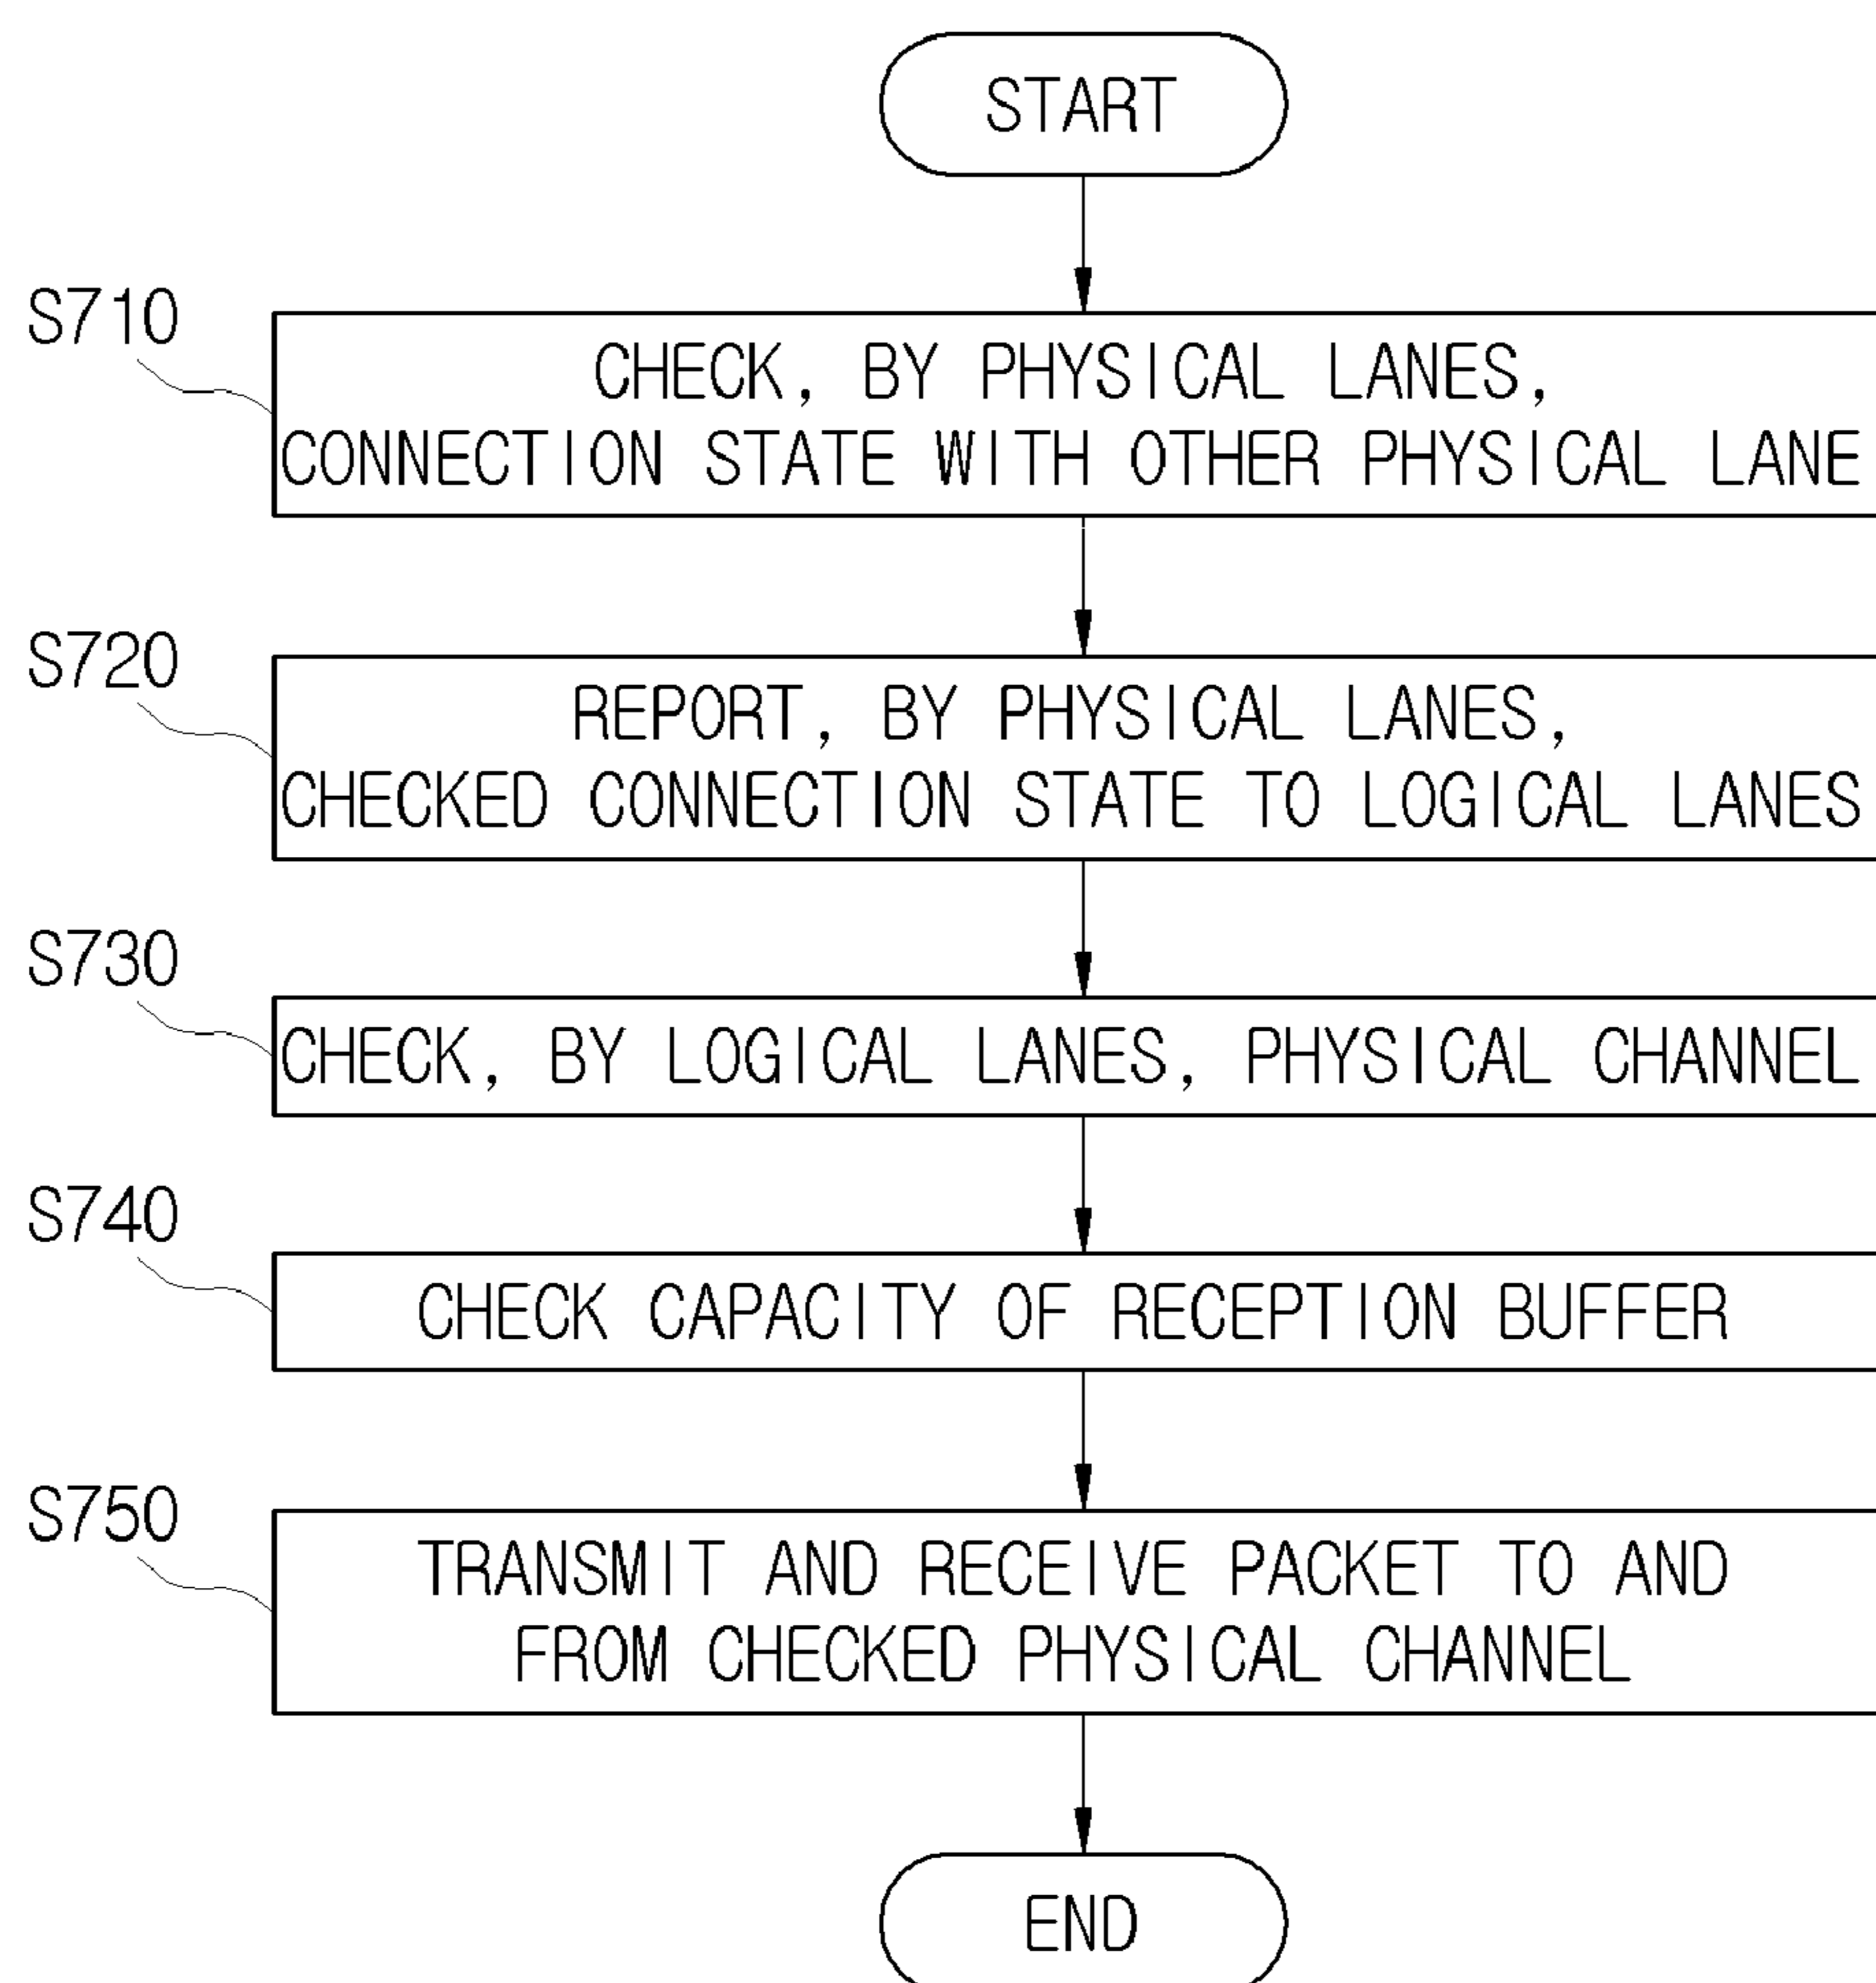 START
S710
CHECK, BY PHYSICAL LANES,
CONNECTION STATE WITH OTHER PHYSICAL LANE
S720
REPORT, BY PHYSICAL LANES,
CHECKED CONNECTION STATE TO LOGICAL LANES
S730
CHECK, BY LOGICAL LANES, PHYSICAL CHANNEL
S740
CHECK CAPACITY OF RECEPTION BUFFER
S750
TRANSMIT AND RECEIVE PACKET TO AND
FROM CHECKED PHYSICAL CHANNEL
END